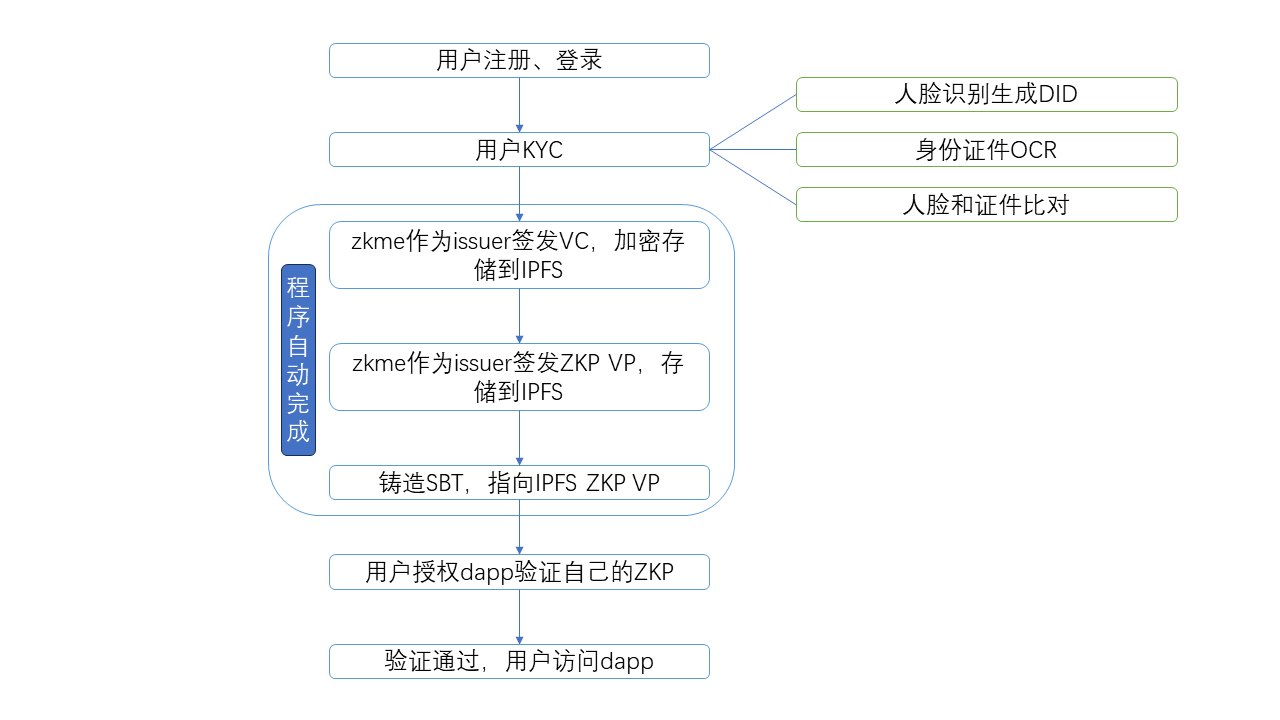 用户注册、登录
用户KYC
人脸识别生成DID
身份证件OCR
人脸和证件比对
程序自动完成
zkme作为issuer签发VC，加密存
储到IPFS
zkme作为issuer签发ZKP VP，存
储到IPFS
铸造SBT，指向IPFS ZKP VP
用户授权dapp验证自己的ZKP
验证通过，用户访问dapp